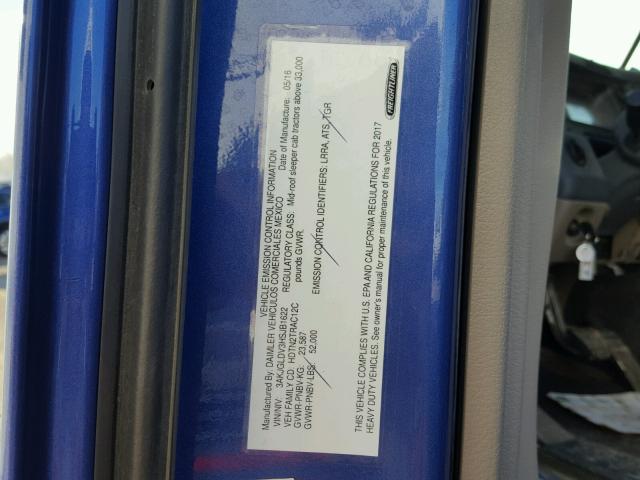 VEHICLE EMISSION CONTROL INFORMATION
Manufactured By: DAIMLER VEHICULOS COMERCIALES MEXICO Date of Manufacture: 05/16
VIN/NIV: 3AKJGLDV3HSJB1622 REGULATORY CLASS: Mid-roof sleeper cab tractors above 33,000
VEH FAMILY CD: HDTN2TRAC12C pounds GVWR.
GVWR-PNBV-KG: 23,587
GVWR-PNBV-LBS: 52,000 EMISSION CONTROL IDENTIFIERS: LRRA, ATS, TGR
THIS VEHICLE COMPLIES WITH U.S. EPA AND CALIFORNIA REGULATIONS FOR 2017
HEAVY DUTY VEHICLES. See owner's manual for proper maintenance of this vehicle.
FREIGHTLINER